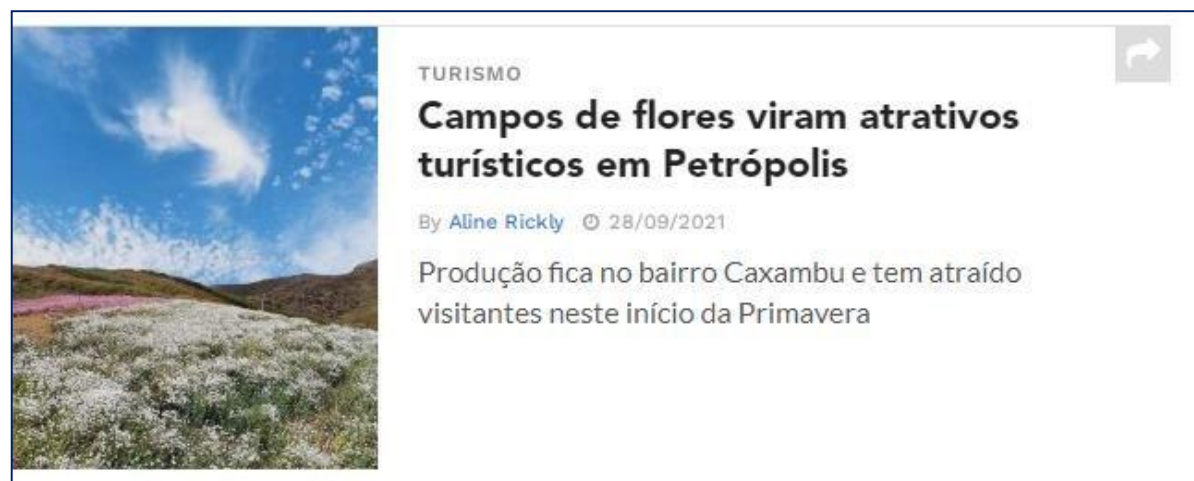 TURISMO
Campos de flores viram atrativos
turísticos em Petrópolis
By Aline Rickly 28/09/2021
Produção fica no bairro Caxambu e tem atraído
visitantes neste início da Primavera